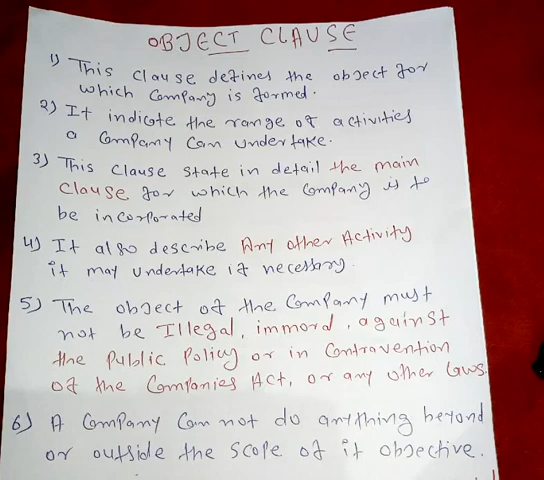 OBJECT CLAUSE
1) This clause defines the object for
which Company is formed.
2) It indicate the range of activities
a Company Can undertake.
3) This Clause State in detail the main
Clause for which the Company is to
be incorporated
4) It also describe Any other Activity
it may undertake if necessary.
5) The object of the Company must
not be Illegal, immoral, against
the Public Policy or in Contravention
of the Companies Act, or any other laws.
6) A Company Can not do anything beyond
or outside the Scope of it objective.